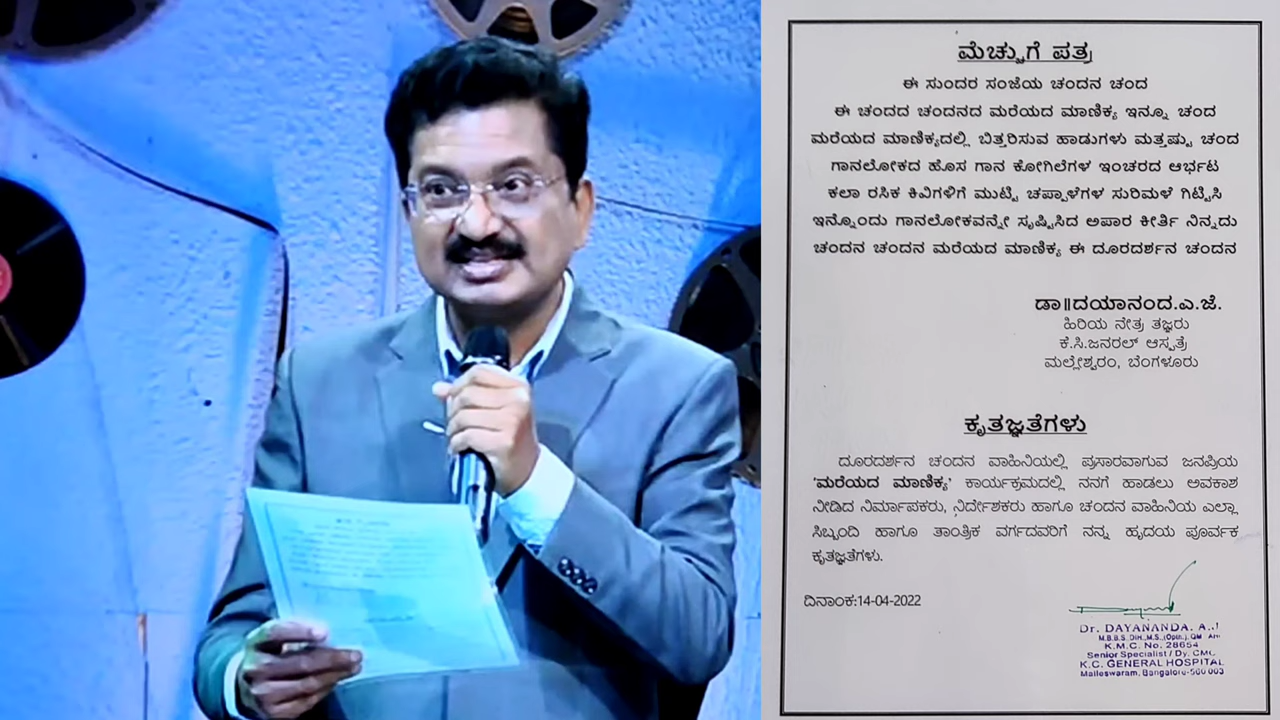 ಮೆಚ್ಚುಗೆ ಪತ್ರ
ಈ ಸುಂದರ ಸಂಜೆಯ ಚಂದನ ಚಂದ
ಈ ಚಂದದ ಚಂದನದ ಮರೆಯದ ಮಾಣಿಕ್ಯ ಇನ್ನೂ ಚಂದ
ಮರೆಯದ ಮಾಣಿಕ್ಯದಲ್ಲಿ ಬಿತ್ತರಿಸುವ ಹಾಡುಗಳು ಮತ್ತಷ್ಟು ಚಂದ
ಗಾನಲೋಕದ ಹೊಸ ಗಾನ ಕೋಗಿಲೆಗಳ ಇಂಚರದ ಆರ್ಭಟ
ಕಲಾ ರಸಿಕ ಕಿವಿಗಳಿಗೆ ಮುಟ್ಟಿ ಚಪ್ಪಾಳೆಗಳ ಸುರಿಮಳೆ ಗಿಟ್ಟಿಸಿ
ಇನ್ನೊಂದು ಗಾನಲೋಕವನ್ನೇ ಸೃಷ್ಟಿಸಿದ ಅಪಾರ ಕೀರ್ತಿ ನಿನ್ನದು
ಚಂದನ ಚಂದನ ಮರೆಯದ ಮಾಣಿಕ್ಯ ಈ ದೂರದರ್ಶನ ಚಂದನ
ಡಾ॥ದಯಾನಂದ.ಎ.ಜೆ.
ಹಿರಿಯ ನೇತ್ರ ತಜ್ಞರು
ಕೆ.ಸಿ.ಜನರಲ್ ಆಸ್ಪತ್ರೆ
ಮಲ್ಲೇಶ್ವರಂ, ಬೆಂಗಳೂರು
ಕೃತಜ್ಞತೆಗಳು
ದೂರದರ್ಶನ ಚಂದನ ವಾಹಿನಿಯಲ್ಲಿ ಪ್ರಸಾರವಾಗುವ ಜನಪ್ರಿಯ
'ಮರೆಯದ ಮಾಣಿಕ್ಯ' ಕಾರ್ಯಕ್ರಮದಲ್ಲಿ ನನಗೆ ಹಾಡಲು ಅವಕಾಶ
ನೀಡಿದ ನಿರ್ಮಾಪಕರು, ನಿರ್ದೇಶಕರು ಹಾಗೂ ಚಂದನ ವಾಹಿನಿಯ ಎಲ್ಲಾ
ಸಿಬ್ಬಂದಿ ಹಾಗೂ ತಾಂತ್ರಿಕ ವರ್ಗದವರಿಗೆ ನನ್ನ ಹೃದಯ ಪೂರ್ವಕ
ಕೃತಜ್ಞತೆಗಳು.
ದಿನಾಂಕ:14-04-2022
Dr. DAYANANDA. A.J
M.B.B.S, DIH., M.S., (Opth.), QM
K.M.C. No. 28654
Senior Specialist / Dy. CMO
K.C. GENERAL HOSPITAL
Malleswaram, Bangalore-560 003